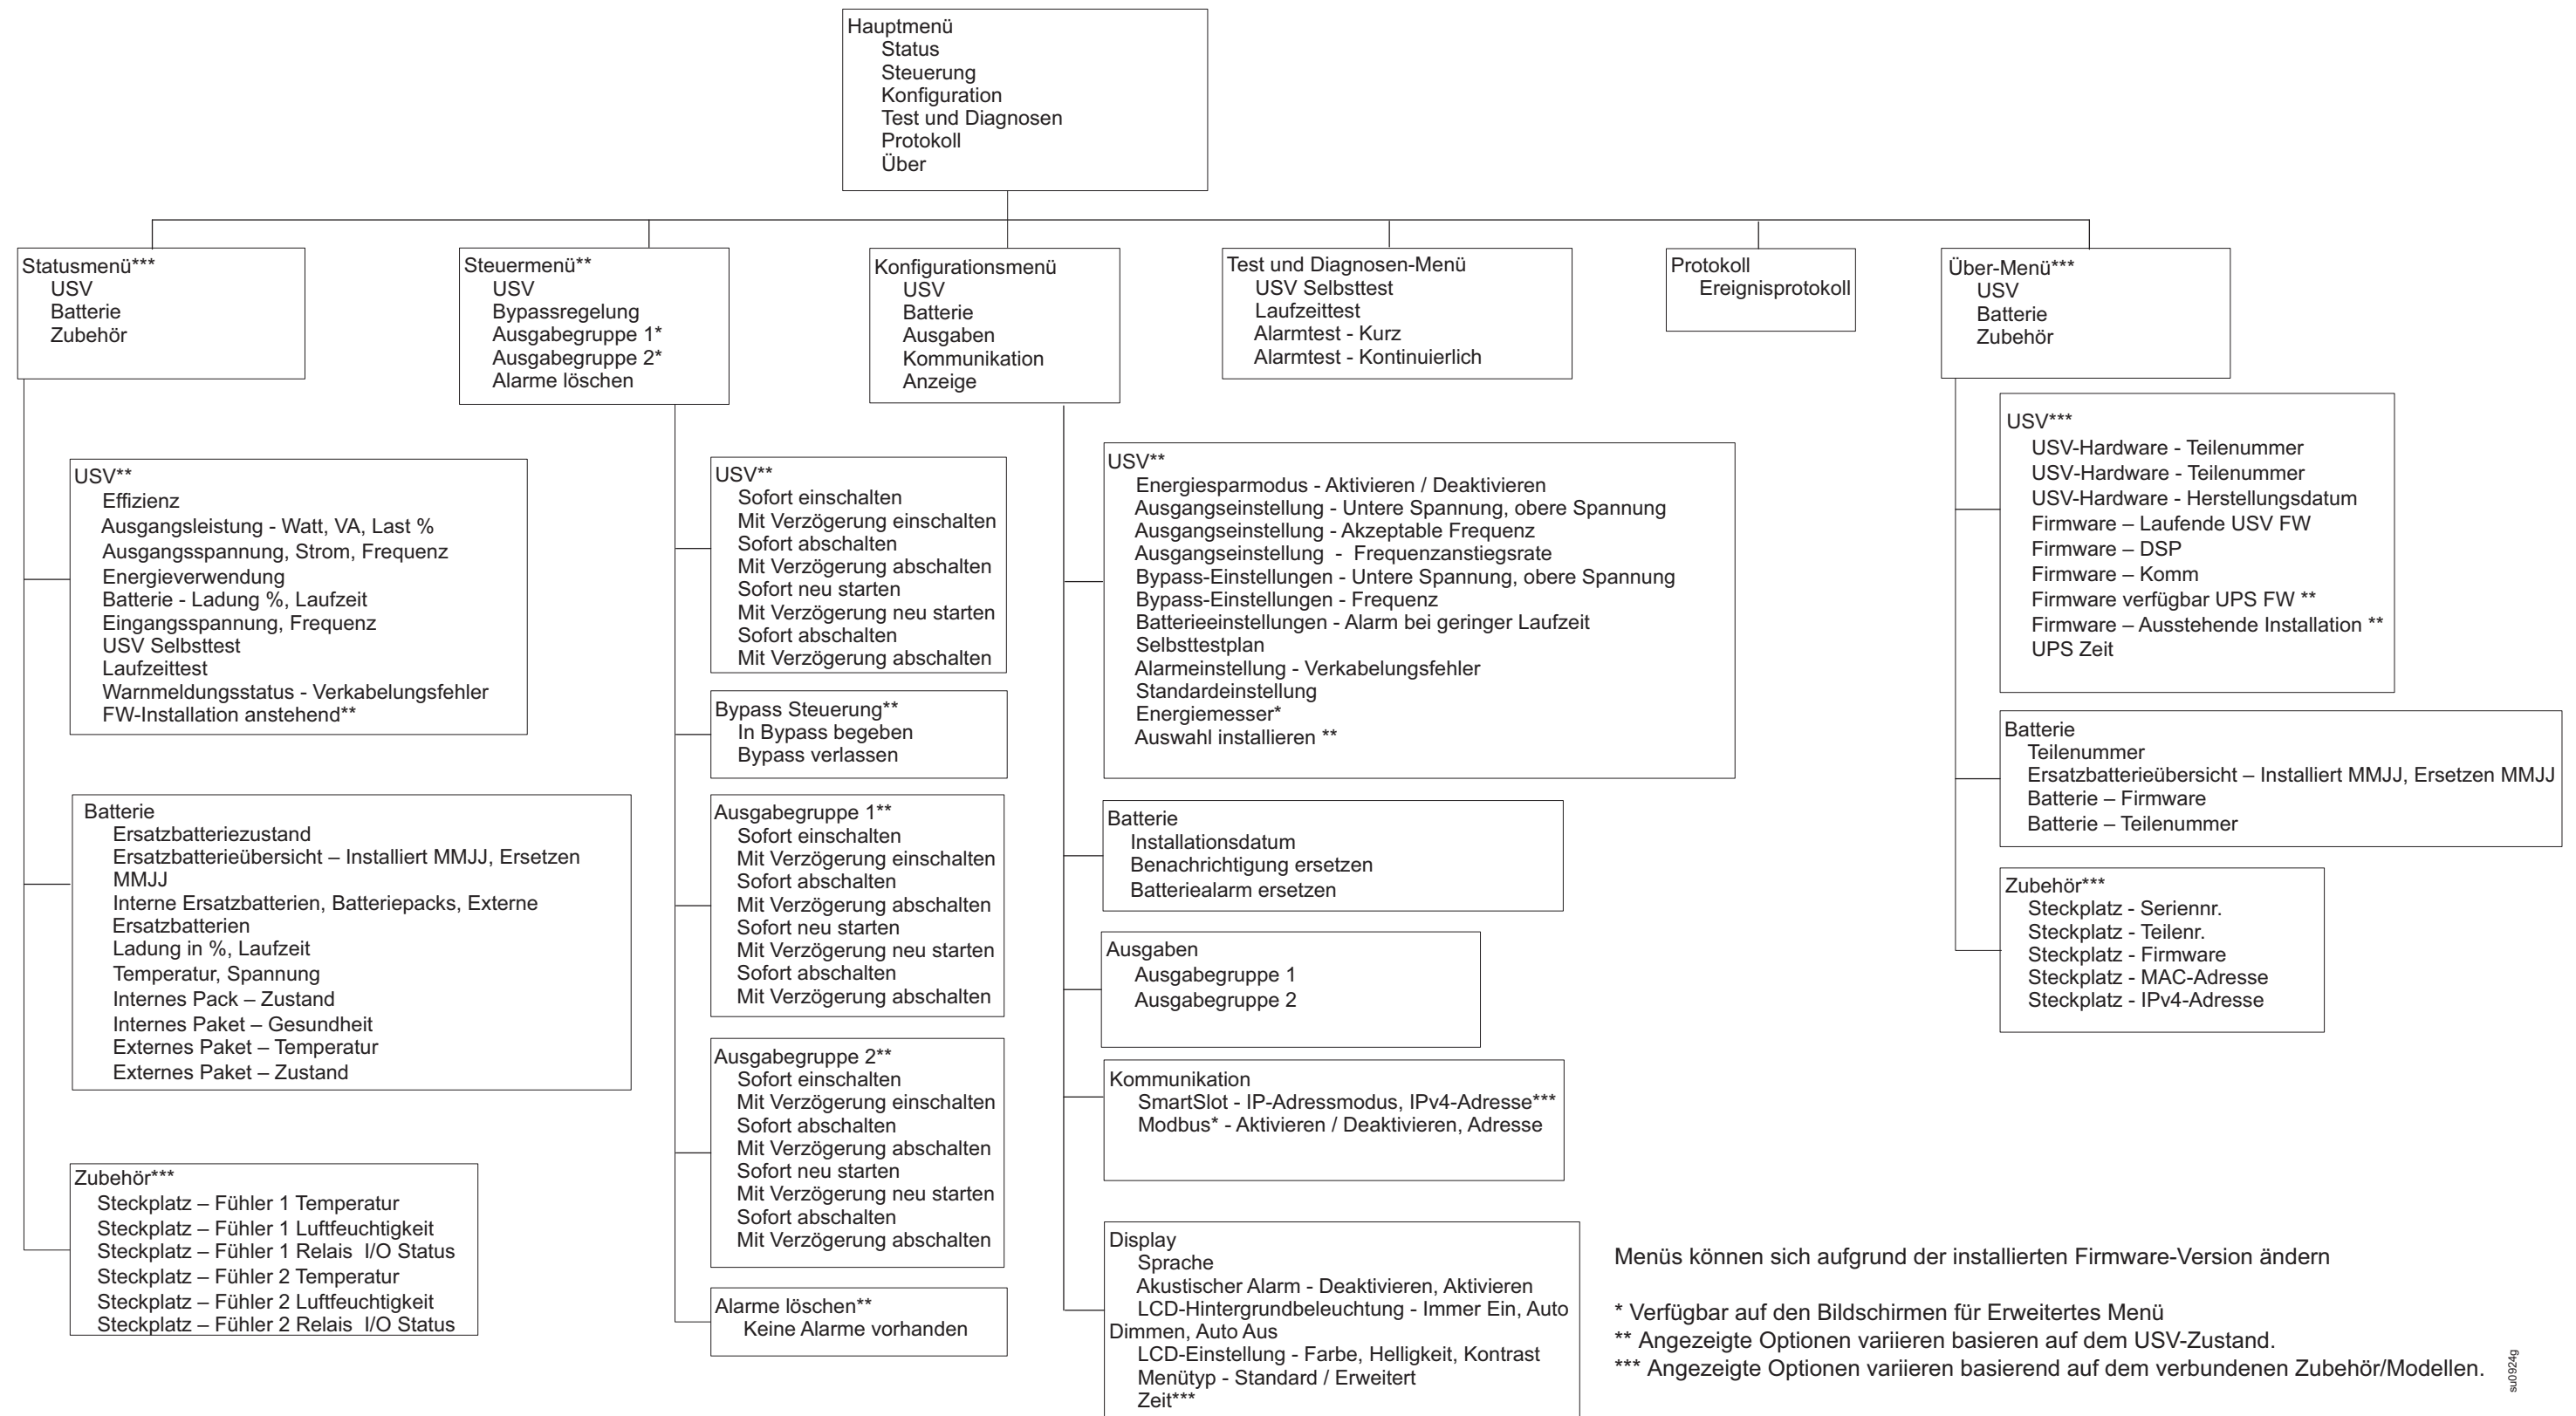 Hauptmenü
Status
Steuerung
Konfiguration
Test und Diagnosen
Protokoll
Über
Statusmenü***
USV
Batterie
Zubehör
USV**
Effizienz
Ausgangsleistung - Watt, VA, Last %
Ausgangsspannung, Strom, Frequenz
Energieverwendung
Batterie - Ladung %, Laufzeit
Eingangsspannung, Frequenz
USV Selbsttest
Laufzeittest
Warnmeldungsstatus - Verkabelungsfehler
FW-Installation anstehend**
Batterie
Ersatzbatteriezustand
Ersatzbatterieübersicht – Installiert MMJJ, Ersetzen
MMJJ
Interne Ersatzbatterien, Batteriepacks, Externe
Ersatzbatterien
Ladung in %, Laufzeit
Temperatur, Spannung
Internes Pack – Zustand
Internes Paket – Gesundheit
Externes Paket – Temperatur
Externes Paket – Zustand
Zubehör***
Steckplatz – Fühler 1 Temperatur
Steckplatz – Fühler 1 Luftfeuchtigkeit
Steckplatz – Fühler 1 Relais I/O Status
Steckplatz – Fühler 2 Temperatur
Steckplatz – Fühler 2 Luftfeuchtigkeit
Steckplatz – Fühler 2 Relais I/O Status
Steuermenü**
USV
Bypassregelung
Ausgabegruppe 1*
Ausgabegruppe 2*
Alarme löschen
USV**
Sofort einschalten
Mit Verzögerung einschalten
Sofort abschalten
Mit Verzögerung abschalten
Sofort neu starten
Mit Verzögerung neu starten
Sofort abschalten
Mit Verzögerung abschalten
Bypass Steuerung**
In Bypass begeben
Bypass verlassen
Ausgabegruppe 1**
Sofort einschalten
Mit Verzögerung einschalten
Sofort abschalten
Mit Verzögerung abschalten
Sofort neu starten
Mit Verzögerung neu starten
Sofort abschalten
Mit Verzögerung abschalten
Ausgabegruppe 2**
Sofort einschalten
Mit Verzögerung einschalten
Sofort abschalten
Mit Verzögerung abschalten
Sofort neu starten
Mit Verzögerung neu starten
Sofort abschalten
Mit Verzögerung abschalten
Alarme löschen**
Keine Alarme vorhanden
Konfigurationsmenü
USV
Batterie
Ausgaben
Kommunikation
Anzeige
USV**
Energiesparmodus - Aktivieren / Deaktivieren
Ausgangseinstellung - Untere Spannung, obere Spannung
Ausgangseinstellung - Akzeptable Frequenz
Ausgangseinstellung - Frequenzanstiegsrate
Bypass-Einstellungen - Untere Spannung, obere Spannung
Bypass-Einstellungen - Frequenz
Batterieeinstellungen - Alarm bei geringer Laufzeit
Selbsttestplan
Alarmeinstellung - Verkabelungsfehler
Standardeinstellung
Energiemesser*
Auswahl installieren **
Batterie
Installationsdatum
Benachrichtigung ersetzen
Batteriealarm ersetzen
Ausgaben
Ausgabegruppe 1
Ausgabegruppe 2
Kommunikation
SmartSlot - IP-Adressmodus, IPv4-Adresse***
Modbus* - Aktivieren / Deaktivieren, Adresse
Display
Sprache
Akustischer Alarm - Deaktivieren, Aktivieren
LCD-Hintergrundbeleuchtung - Immer Ein, Auto
Dimmen, Auto Aus
LCD-Einstellung - Farbe, Helligkeit, Kontrast
Menütyp - Standard / Erweitert
Zeit***
Test und Diagnosen-Menü
USV Selbsttest
Laufzeittest
Alarmtest - Kurz
Alarmtest - Kontinuierlich
Protokoll
Ereignisprotokoll
Über-Menü***
USV
Batterie
Zubehör
USV***
USV-Hardware - Teilenummer
USV-Hardware - Teilenummer
USV-Hardware - Herstellungsdatum
Firmware – Laufende USV FW
Firmware – DSP
Firmware – Komm
Firmware verfügbar UPS FW **
Firmware – Ausstehende Installation **
UPS Zeit
Batterie
Teilenummer
Ersatzbatterieübersicht – Installiert MMJJ, Ersetzen MMJJ
Batterie – Firmware
Batterie – Teilenummer
Zubehör***
Steckplatz - Seriennr.
Steckplatz - Teilenr.
Steckplatz - Firmware
Steckplatz - MAC-Adresse
Steckplatz - IPv4-Adresse
Menüs können sich aufgrund der installierten Firmware-Version ändern
* Verfügbar auf den Bildschirmen für Erweitertes Menü
** Angezeigte Optionen variieren basieren auf dem USV-Zustand.
*** Angezeigte Optionen variieren basierend auf dem verbundenen Zubehör/Modellen.
su0924g